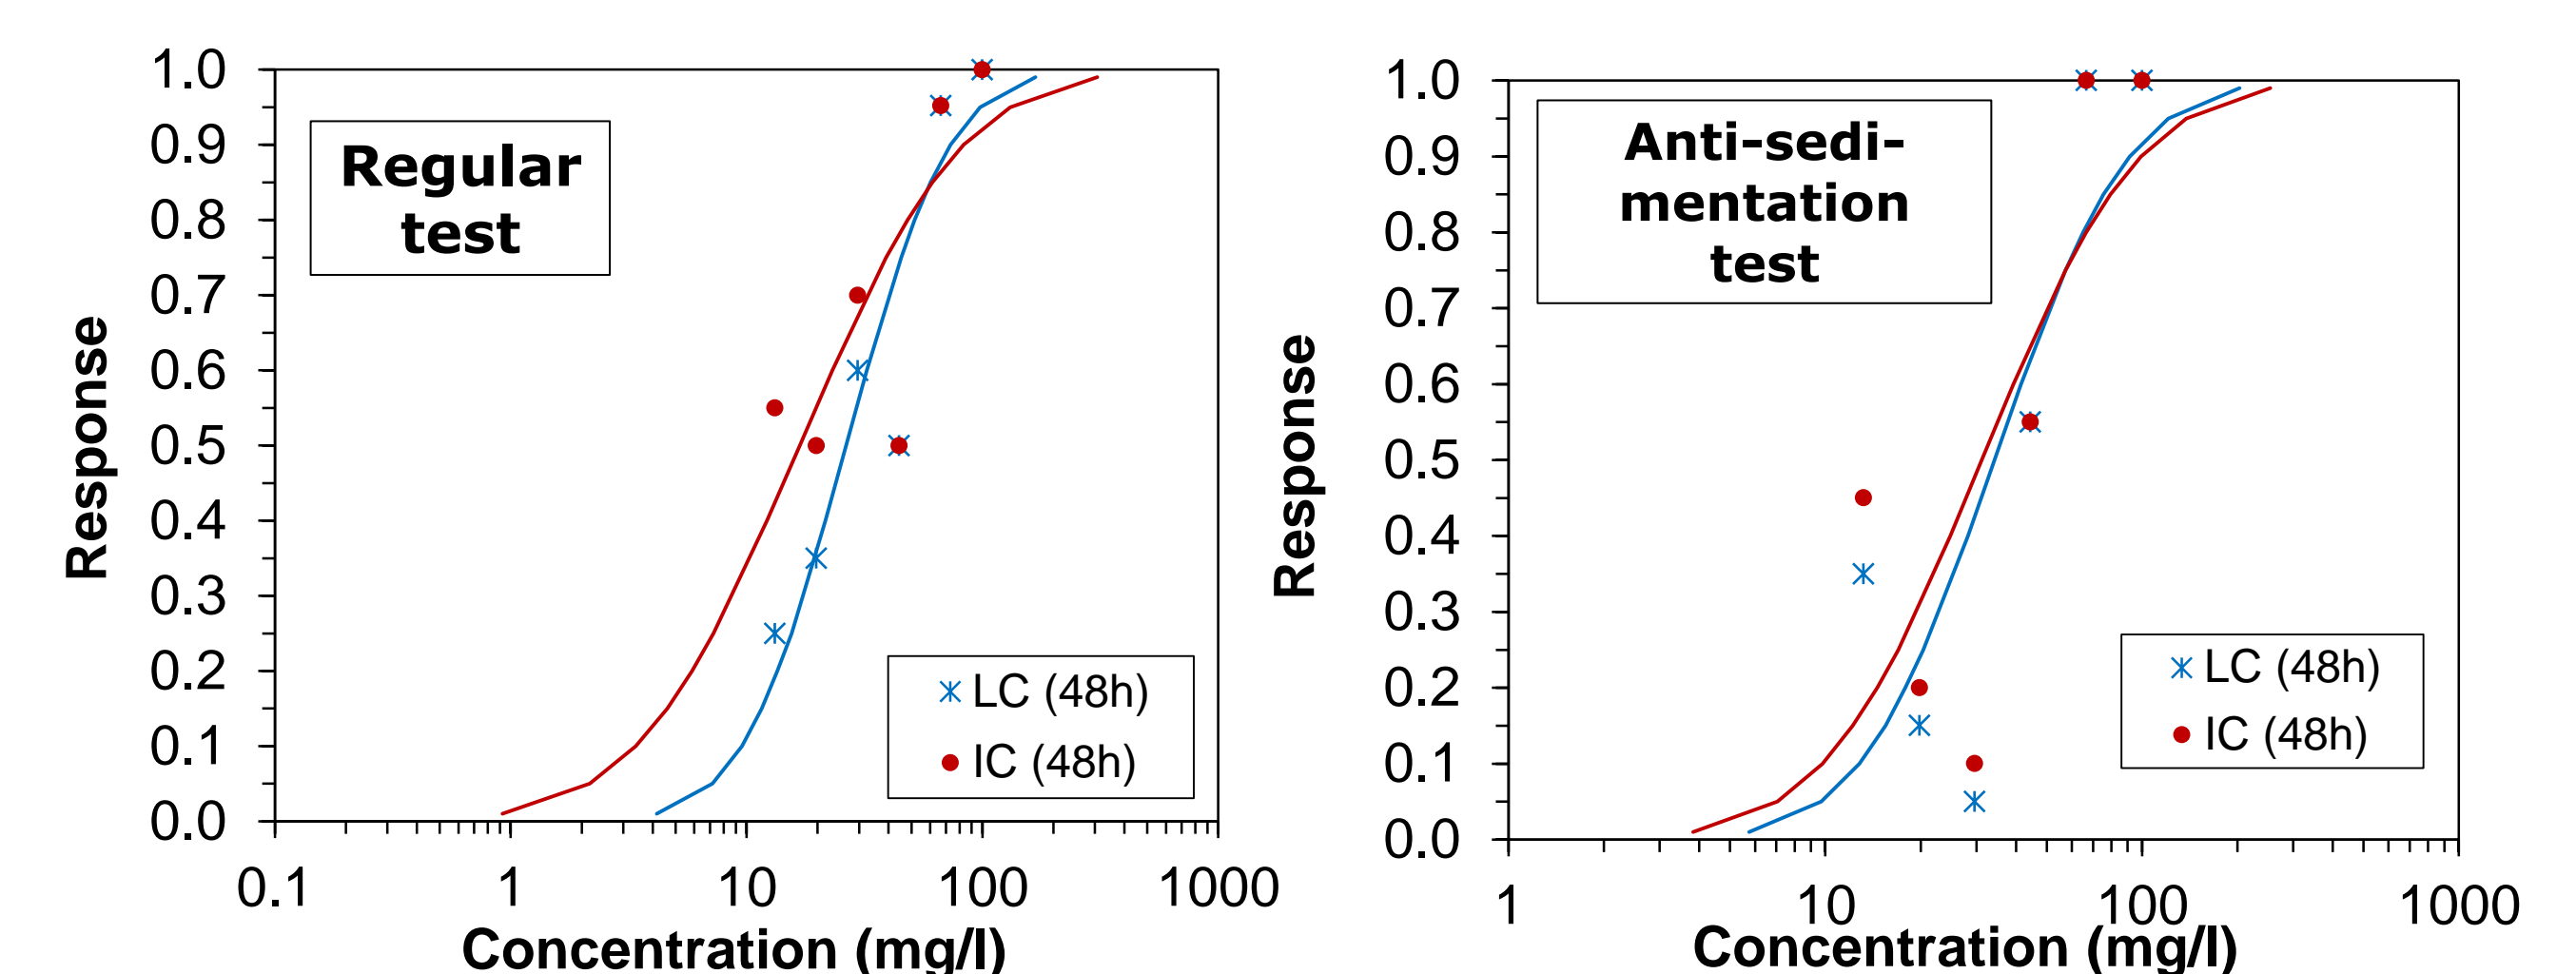 1.0
0.9
0.8
0.7
0.6
0.5
0.4
0.3
0.2
0.1
0.0
Response
Regular
test
LC (48h)
IC (48h)
0.1 1 10 100 1000
Concentration (mg/l)
1.0
0.9
0.8
0.7
0.6
0.5
0.4
0.3
0.2
0.1
0.0
Response
Anti-sedi-
mentation
test
LC (48h)
IC (48h)
1 10 100 1000
Concentration (mg/l)